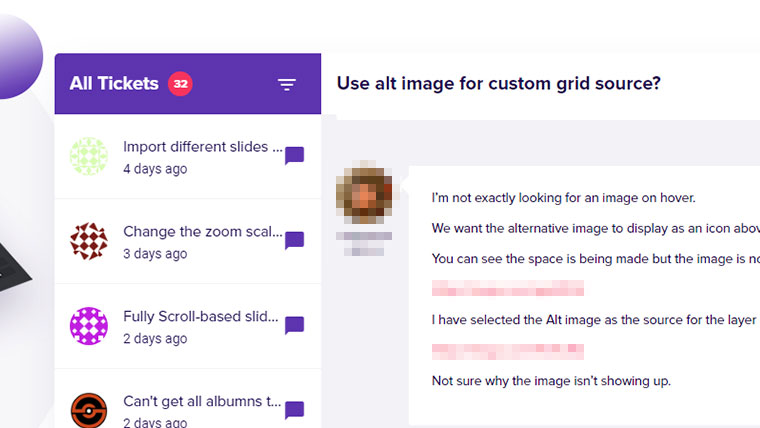 All Tickets 32
Use alt image for custom grid source?
Import different slides ...
4 days ago
Change the zoom scal...
3 days ago
Fully Scroll-based slid...
2 days ago
Can't get all albumns t...
2 days ago
I'm not exactly looking for an image on hover.
We want the alternative image to display as an icon abov
You can see the space is being made but the image is no
I have selected the Alt image as the source for the layer
Not sure why the image isn't showing up.